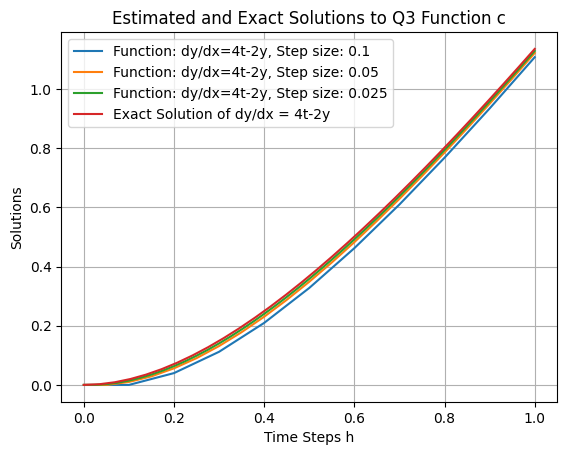 Estimated and Exact Solutions to Q3 Function c
Function: dy/dx=4t-2y, Step size: 0.1
Function: dy/dx=4t-2y, Step size: 0.05
Function: dy/dx=4t-2y, Step size: 0.025
Exact Solution of dy/dx = 4t-2y
1.0
0.8
0.6
0.4
0.2
0.0
Solutions
0.0 0.2 0.4 0.6 0.8 1.0
Time Steps h